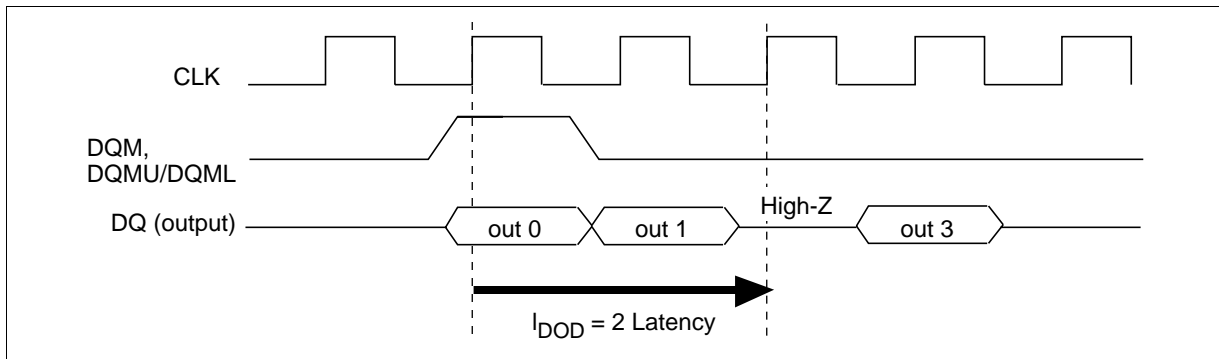 CLK
DQM,
DQMU/DQML
DQ (output)
out 0
out 1
High-Z
out 3
IDOD = 2 Latency